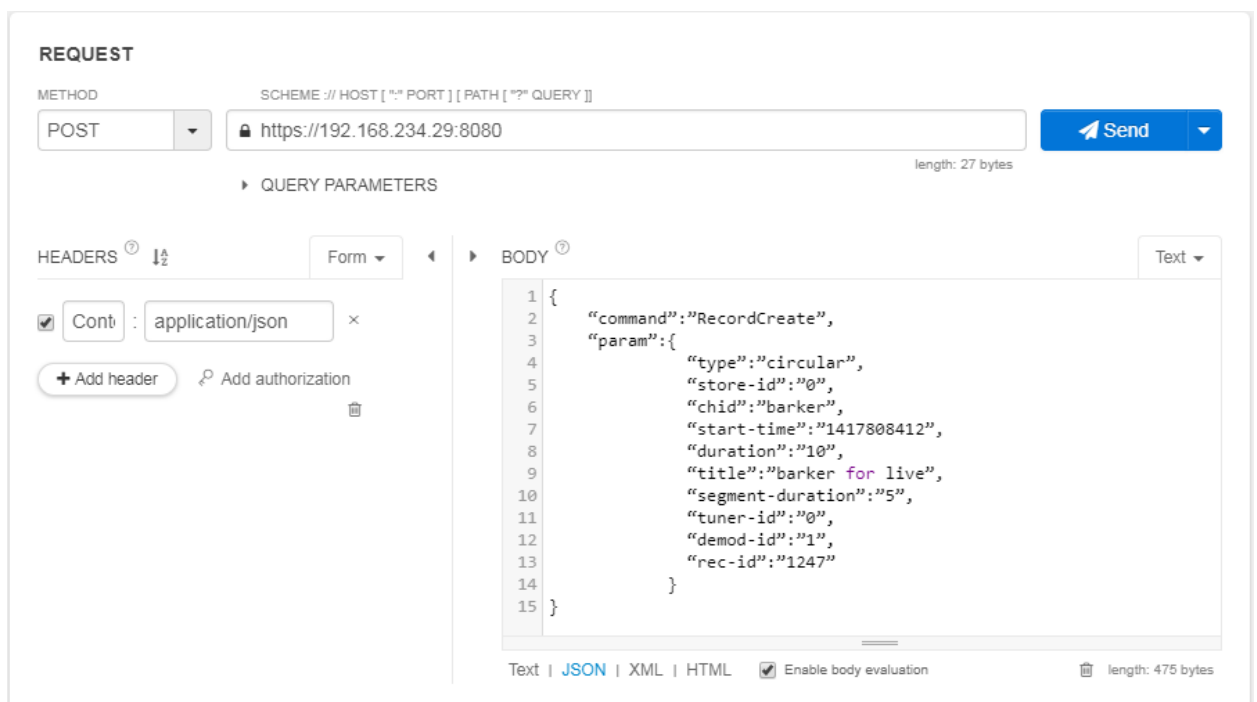 REQUEST
METHOD
SCHEME :// HOST [ ":" PORT ] [ PATH [ "?" QUERY ]]
POST
https://192.168.234.29:8080
Send
length: 27 bytes
QUERY PARAMETERS
HEADERS ?
Form
BODY ?
Text
Cont : application/json ×
+ Add header
Add authorization
1 {
2 “command”:”RecordCreate”,
3 “param”:{
4 “type”:”circular”,
5 “store-id”:”0”,
6 “chid”:”barker”,
7 “start-time”:”1417808412”,
8 “duration”:”10”,
9 “title”:”barker for live”,
10 “segment-duration”:”5”,
11 “tuner-id”:”0”,
12 “demod-id”:”1”,
13 “rec-id”:”1247”
14 }
15 }
Text | JSON | XML | HTML
Enable body evaluation
length: 475 bytes